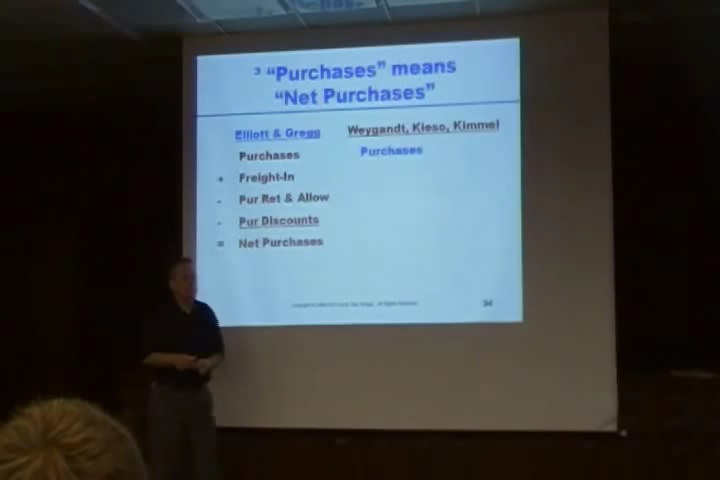 ³ “Purchases” means
“Net Purchases”
Elliott & Gregg Weygandt, Kieso, Kimmel
Purchases Purchases
+ Freight-In
- Pur Ret & Allow
- Pur Discounts
= Net Purchases
34